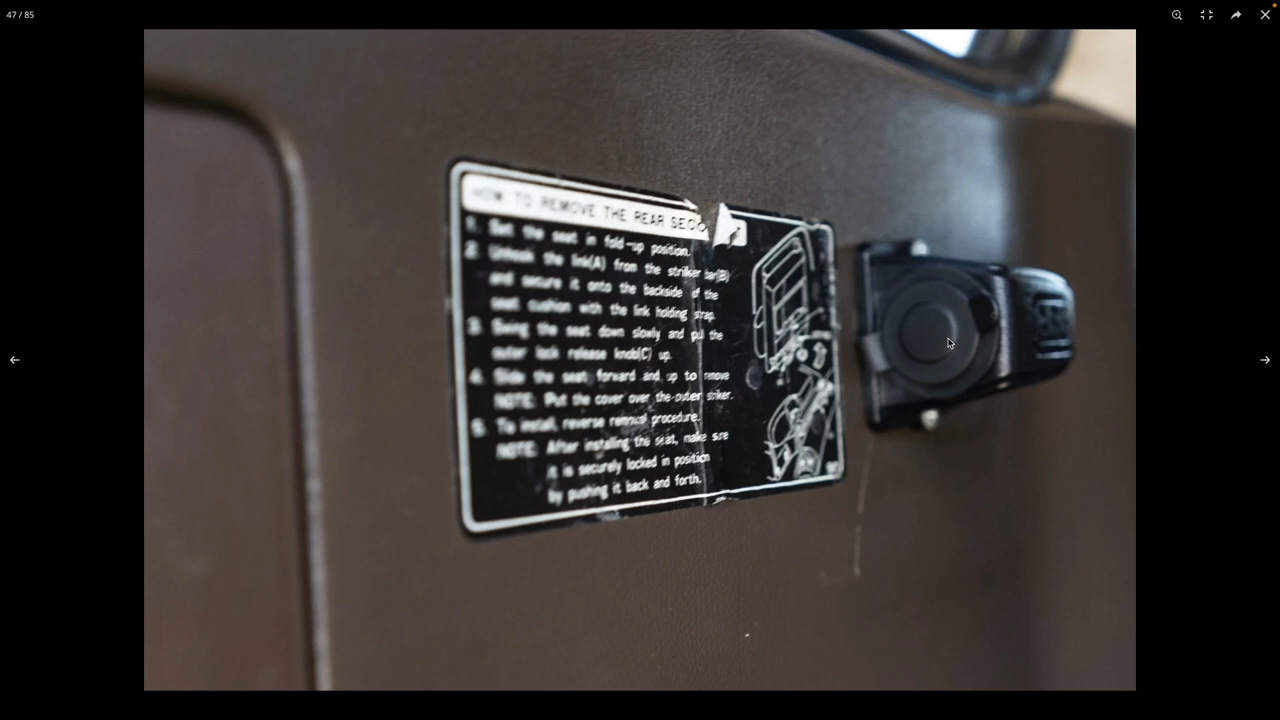 47 / 85
HOW TO REMOVE THE REAR SECO
1. Set the seat in fold-up position.
2. Unhook the link(A) from the striker bar(B)
and secure it onto the backside of the
seat cushion with the link holding strap.
3. Swing the seat down slowly and pull the
outer lock release knob(C) up.
4. Slide the seat forward and up to remove
NOTE: Put the cover over the outer striker.
5. To install, reverse removal procedure.
NOTE: After installing the seat, make sure
it is securely locked in position
by pushing it back and forth.